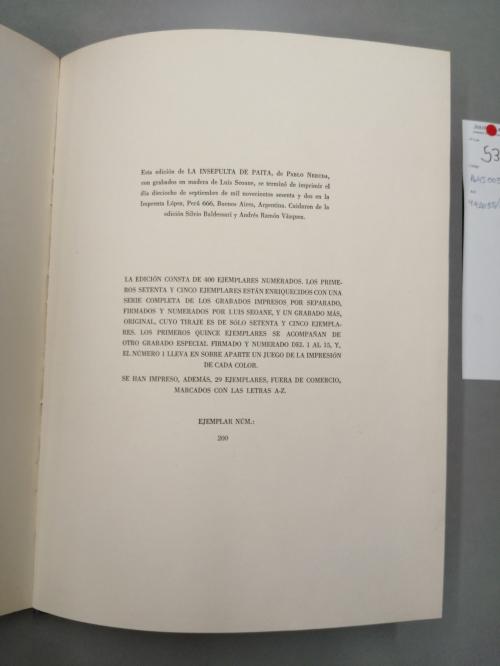 Esta edición de LA INSEPULTA DE PAITA, de Pablo Neruda,
con grabados en madera de Luis Seoane, se terminó de imprimir el
día dieciocho de septiembre de mil novecientos sesenta y dos en la
Imprenta López, Perú 666, Buenos Aires, Argentina. Cuidaron de la
edición Silvio Baldessari y Andrés Ramón Vázquez.
LA EDICIÓN CONSTA DE 400 EJEMPLARES NUMERADOS. LOS PRIME-
ROS SETENTA Y CINCO EJEMPLARES ESTÁN ENRIQUECIDOS CON UNA
SERIE COMPLETA DE LOS GRABADOS IMPRESOS POR SEPARADO,
FIRMADOS Y NUMERADOS POR LUIS SEOANE, Y UN GRABADO MÁS,
ORIGINAL, CUYO TIRAJE ES DE SÓLO SETENTA Y CINCO EJEMPLA-
RES. LOS PRIMEROS QUINCE EJEMPLARES SE ACOMPAÑAN DE
OTRO GRABADO ESPECIAL FIRMADO Y NUMERADO DEL 1 AL 15, Y,
EL NÚMERO 1 LLEVA EN SOBRE APARTE UN JUEGO DE LA IMPRESIÓN
DE CADA COLOR.
SE HAN IMPRESO, ADEMÁS, 29 EJEMPLARES, FUERA DE COMERCIO,
MARCADOS CON LAS LETRAS A-Z.
EJEMPLAR NÚM.:
200
53